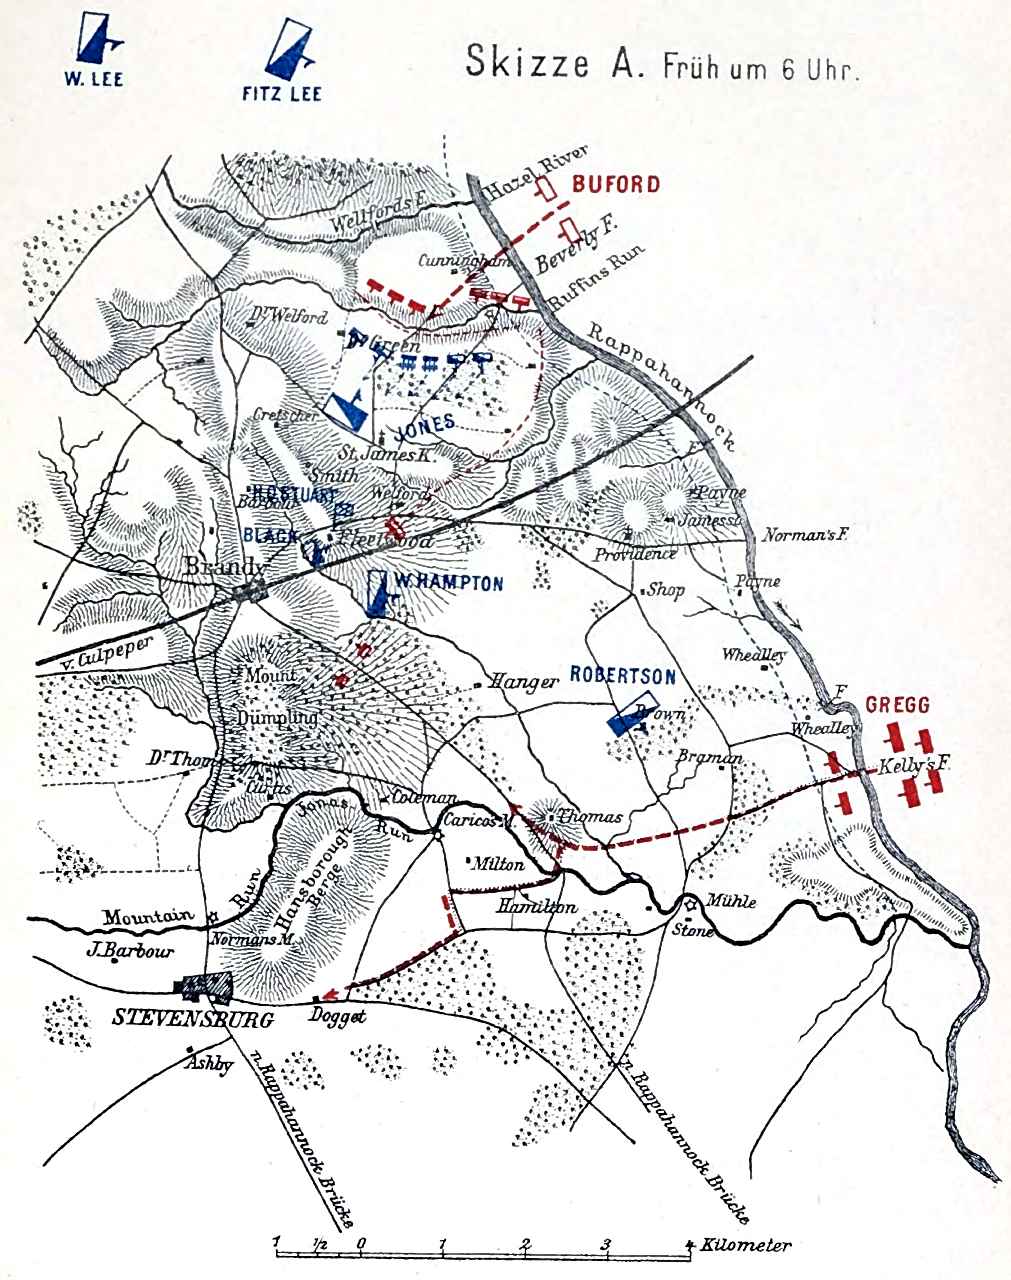 W. LEE
FITZ LEE
Skizze A. Früh um 6 Uhr.
Hazel River
BUFORD
Wellfords F.
Beverly F.
Cunningham
Ruffins Run
Dr Welford
Dr Green
Rappahannock
Cretscher
JONES
St. James K.
Smith
H.Q. STUART
Barbour
Welford
F
Payne
James s.
BLACK
Fleetwood
Providence
Norman's F.
Brandy
W. HAMPTON
Shop
Payne
v. Culpeper
Wheatley
Mount
Dumpling
Hanger
ROBERTSON
Brown
F
GREGG
Wheatley
Dr Thom
Braman
Kelly's F.
Curtis
Coleman
Jonas
Run
Carico's M.
Thomas
Hansborough
Berge
Milton
Mountain
Run
Hamilton
Mühle
Normans M.
Stone
J. Barbour
STEVENSBURG
Dogget
Ashby
n. Rappahannock Brücke
n. Rappahannock Brücke
1 1/2 0 1 2 3 4 Kilometer